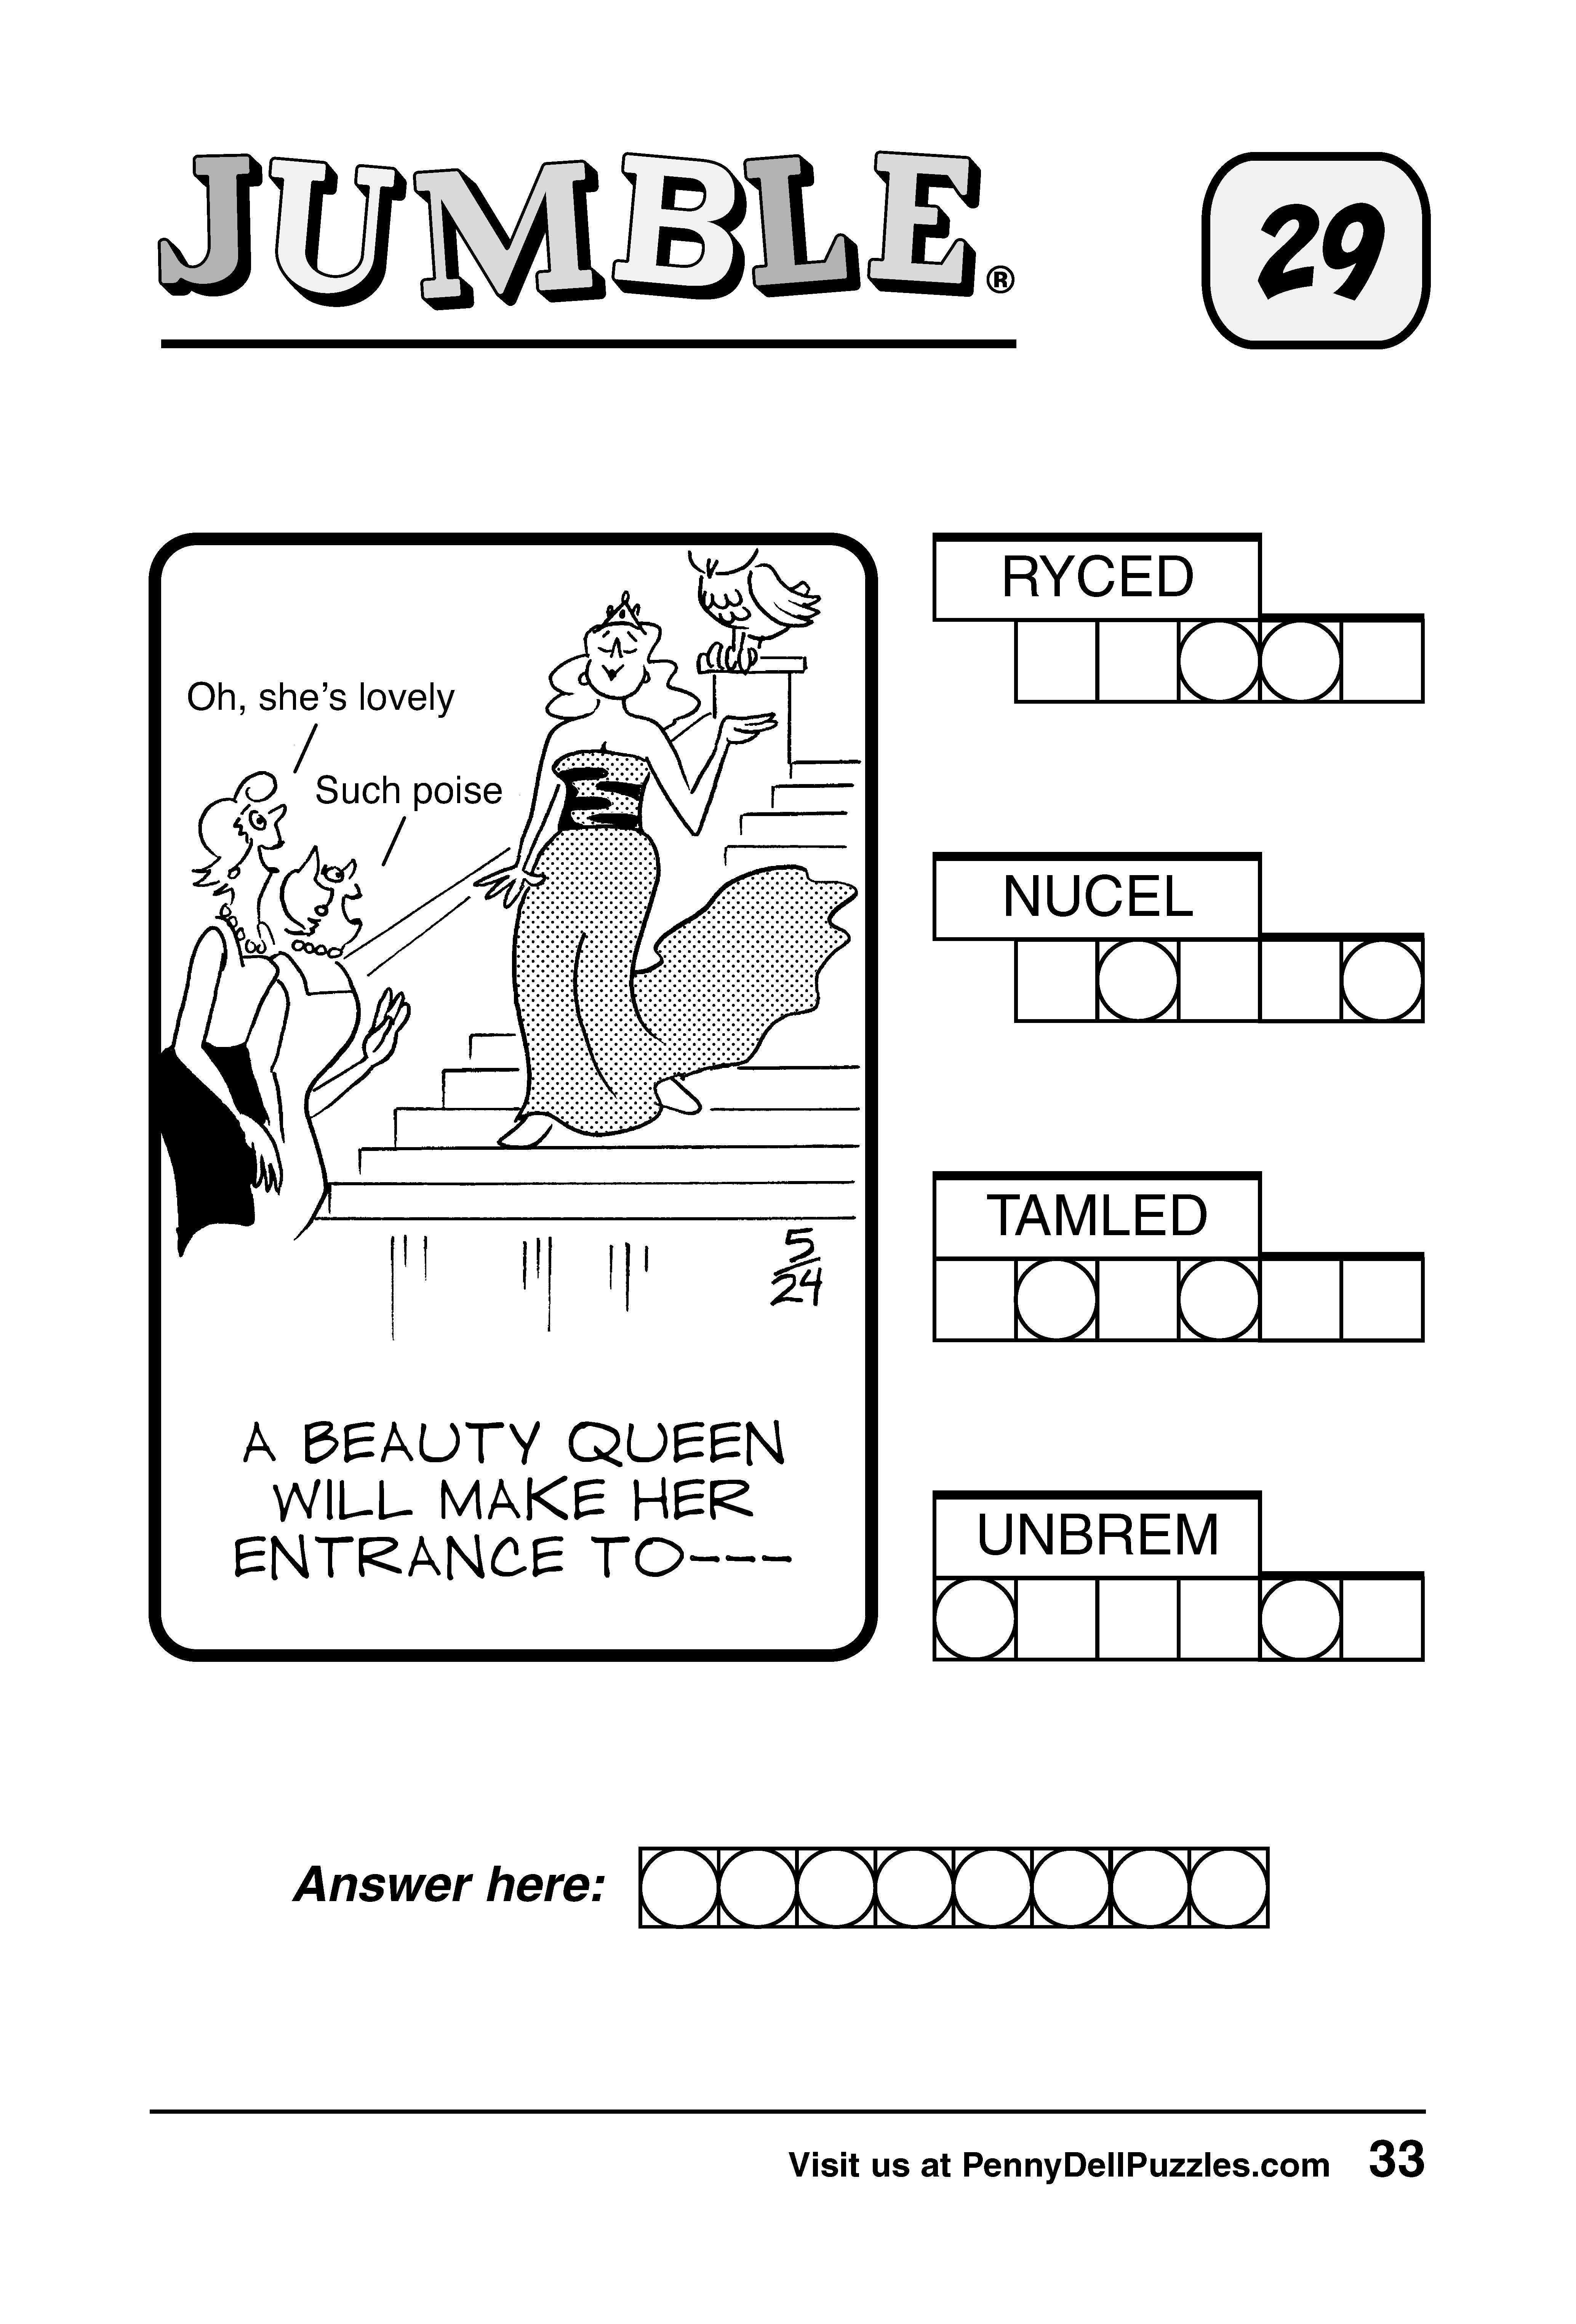 JUMBLE®
29
Oh, she's lovely
Such poise
5/24
A BEAUTY QUEEN
WILL MAKE HER
ENTRANCE TO---
RYCED
NUCEL
TAMLED
UNBREM
Answer here:
Visit us at PennyDellPuzzles.com 33